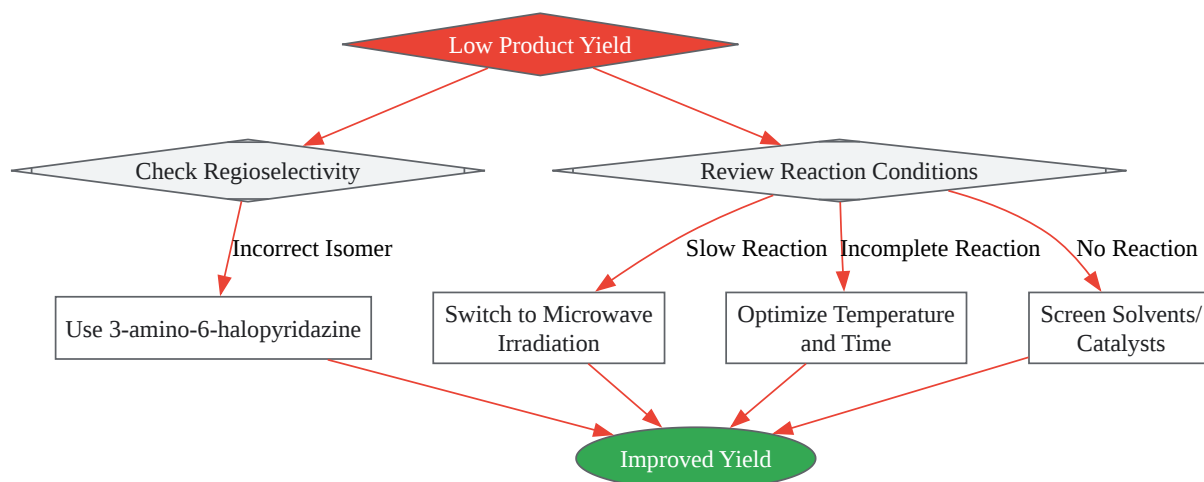 Low Product Yield
Check Regioselectivity
Review Reaction Conditions
Incorrect Isomer
Slow Reaction
Incomplete Reaction
No Reaction
Use 3-amino-6-halopyridazine
Switch to Microwave
Irradiation
Optimize Temperature
and Time
Screen Solvents/
Catalysts
Improved Yield